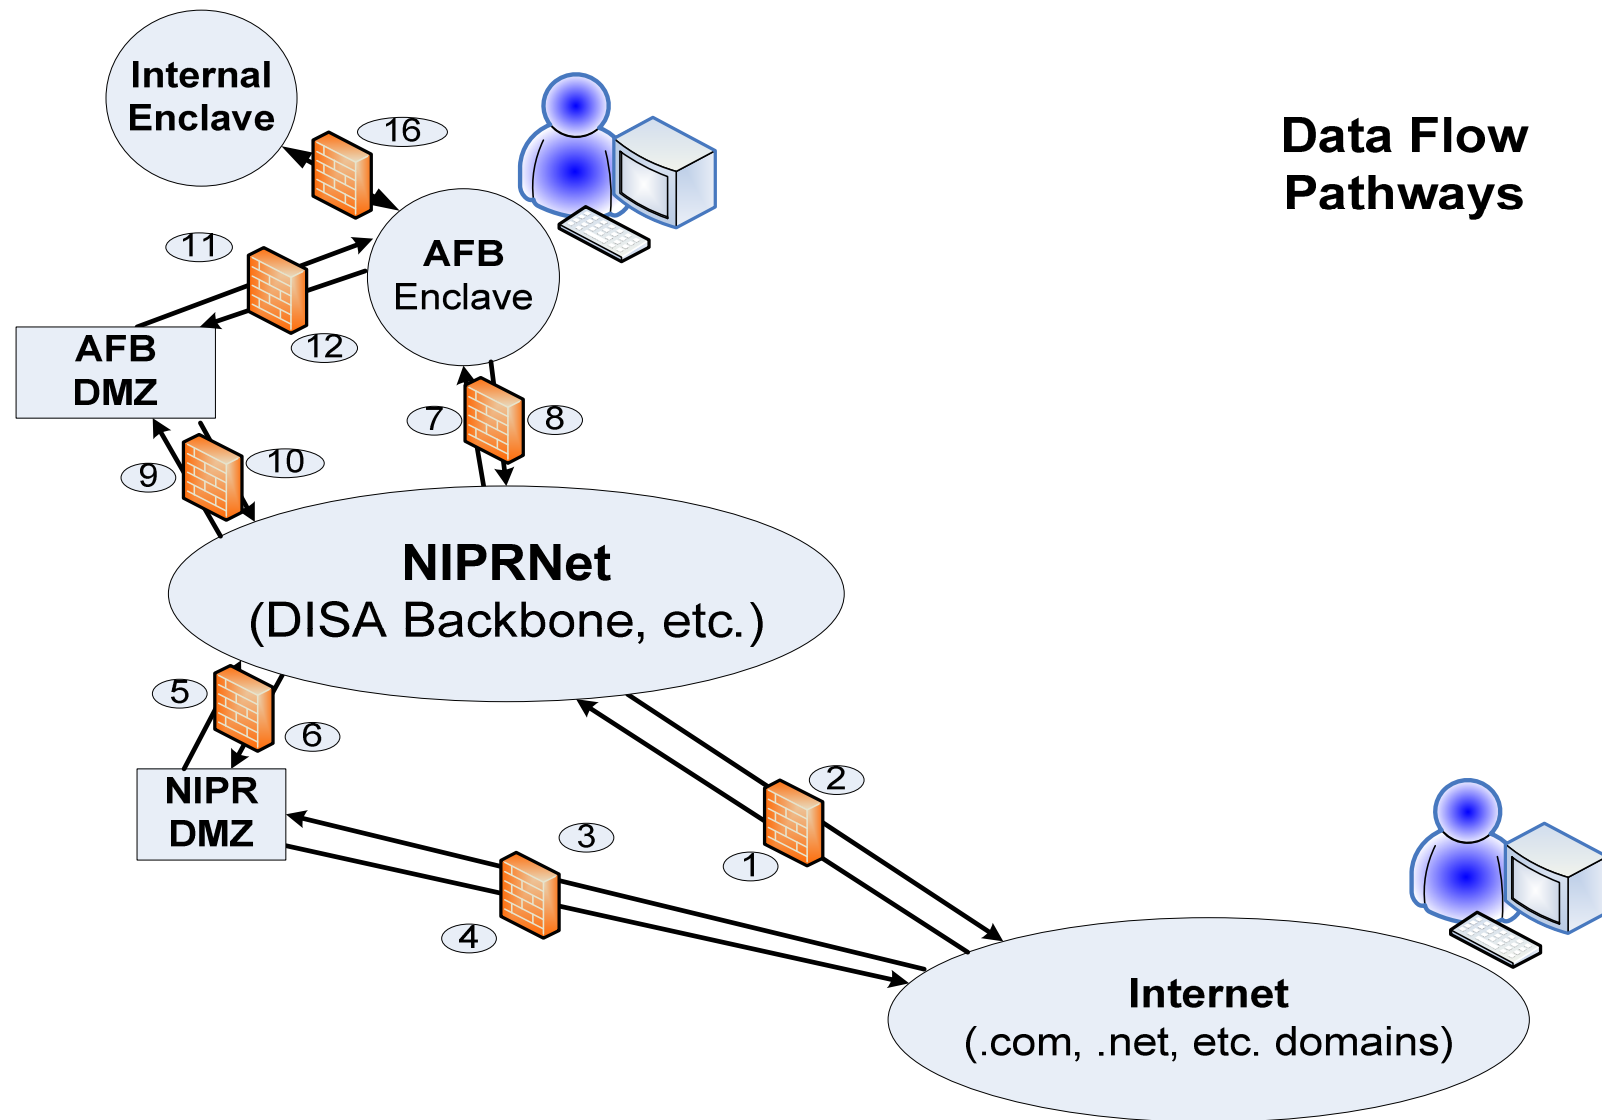 Internal
Enclave
16
Data Flow
Pathways
11
AFB
Enclave
12
AFB
DMZ
7
8
9
10
NIPRNet
(DISA Backbone, etc.)
5
6
NIPR
DMZ
2
3
1
4
Internet
(.com, .net, etc. domains)